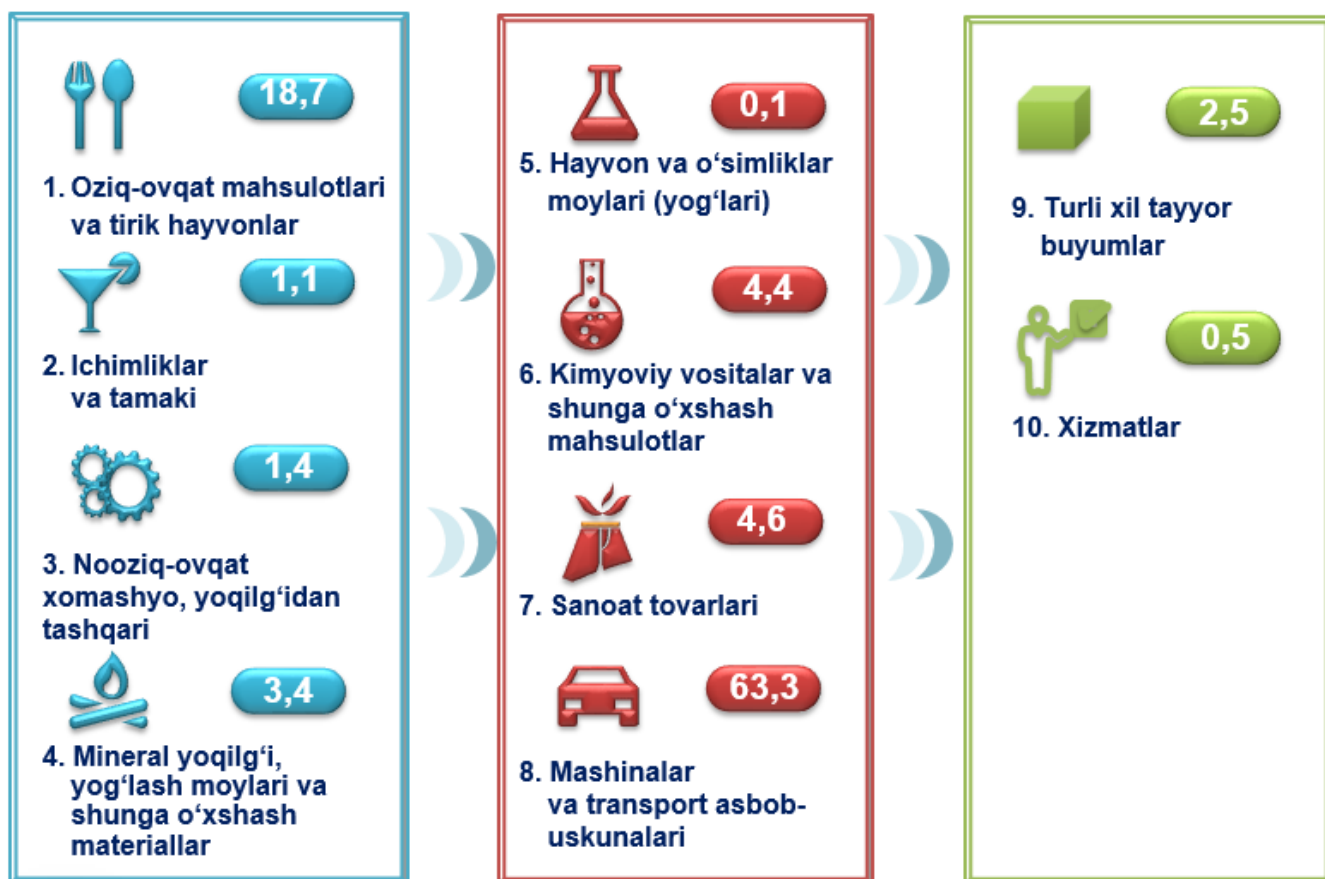 18,7
1. Oziq-ovqat mahsulotlari
va tirik hayvonlar
1,1
2. Ichimliklar
va tamaki
1,4
3. Nooziq-ovqat
xomashyo, yoqilg‘idan
tashqari
3,4
4. Mineral yoqilg‘i,
yog‘lash moylari va
shunga o‘xshash
materiallar
0,1
5. Hayvon va o‘simliklar
moylari (yog‘lari)
4,4
6. Kimyoviy vositalar va
shunga o‘xshash
mahsulotlar
4,6
7. Sanoat tovarlari
63,3
8. Mashinalar
va transport asbob-
uskunalari
2,5
9. Turli xil tayyor
buyumlar
0,5
10. Xizmatlar